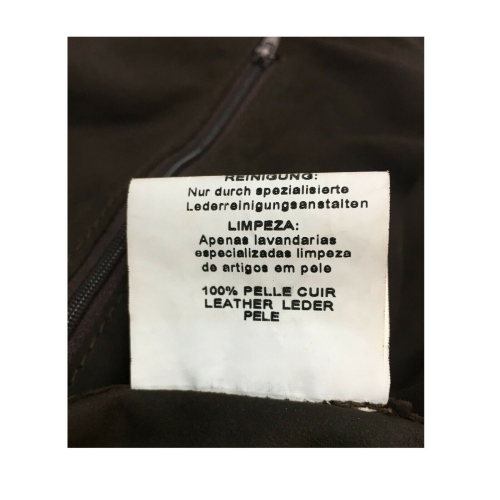 REINIGUNG:
Nur durch spezialisierte
Lederreinigungsanstalten
LIMPEZA:
Apenas lavandarias
especializadas limpeza
de artigos em pele
100% PELLE CUIR
LEATHER LEDER
PELE